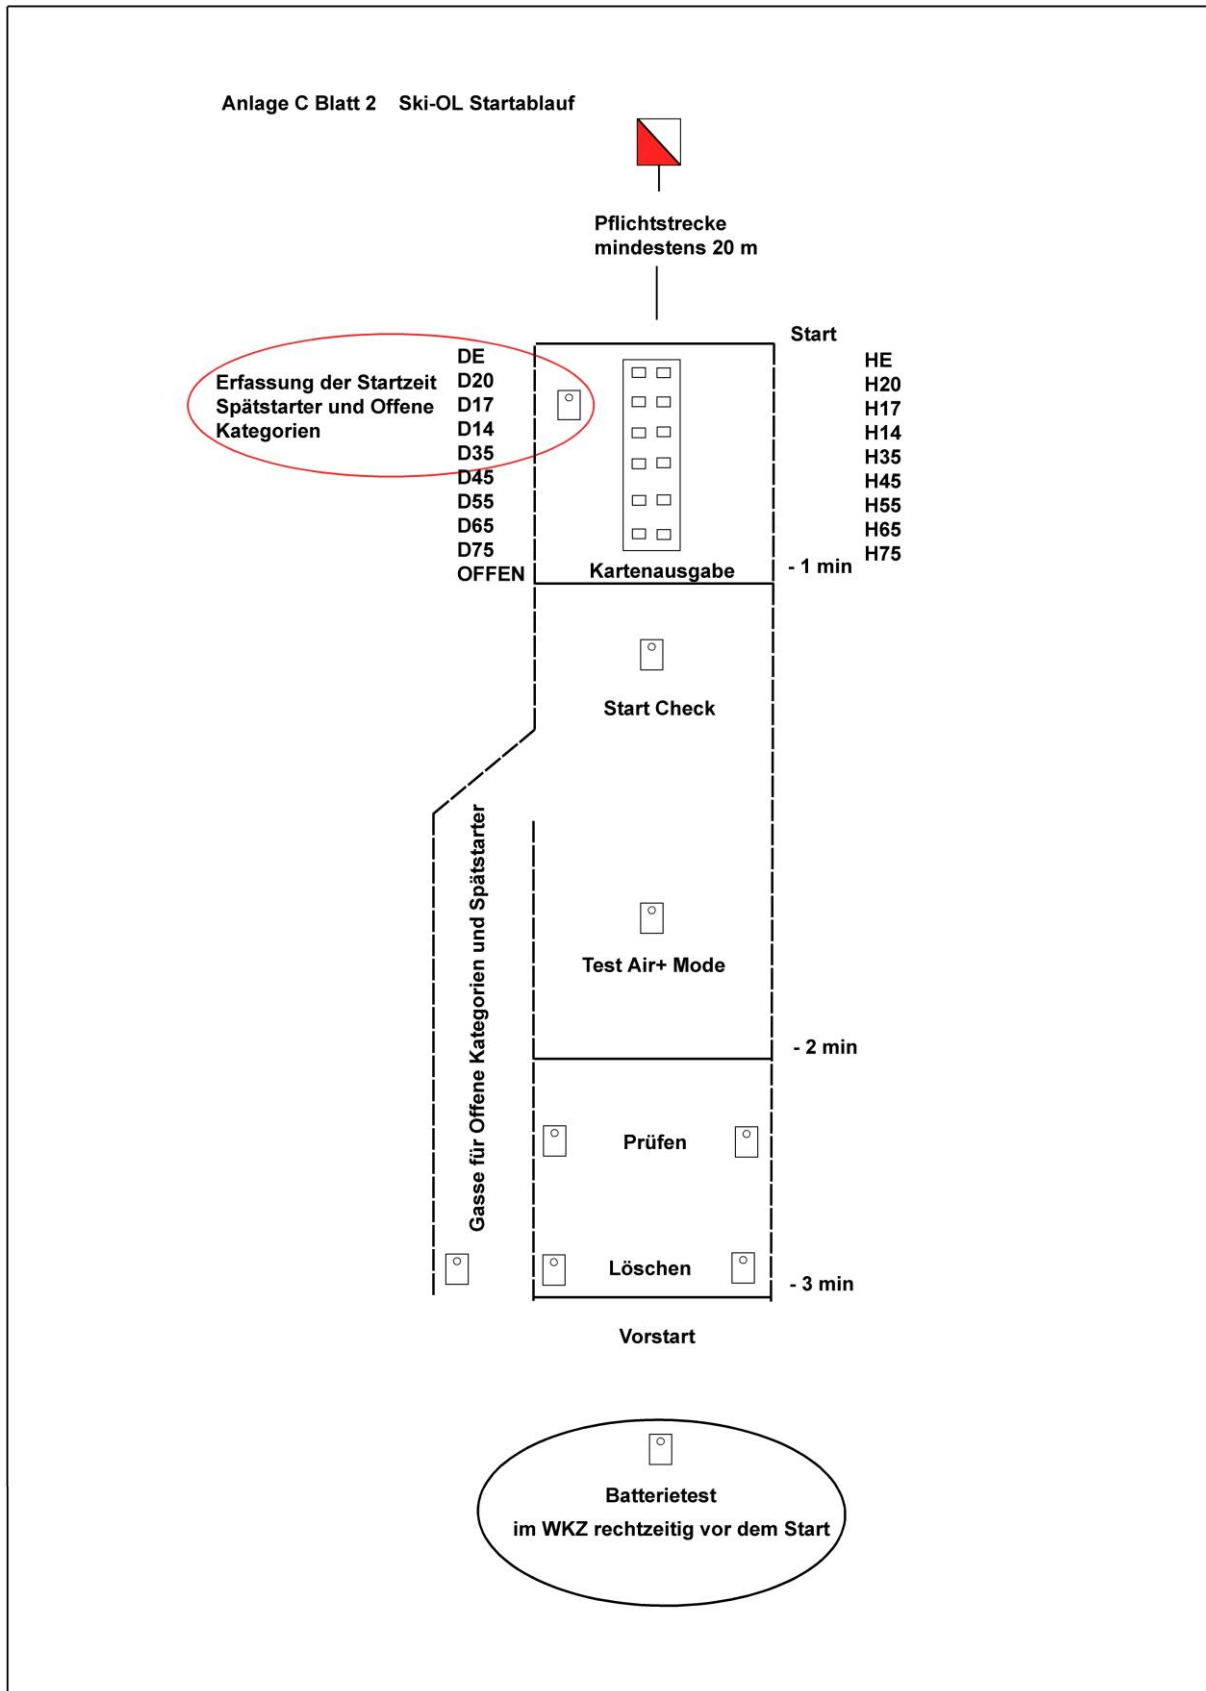 Anlage C Blatt 2    Ski-OL Startablauf
Pflichtstrecke
mindestens 20 m
Start
Erfassung der Startzeit
Spätstarter und Offene
Kategorien
DE
D20
D17
D14
D35
D45
D55
D65
D75
OFFEN
HE
H20
H17
H14
H35
H45
H55
H65
H75
Kartenausgabe
- 1 min
Start Check
Gasse für Offene Kategorien und Spätstarter
Test Air+ Mode
- 2 min
Prüfen
Löschen
- 3 min
Vorstart
Batterietest
im WKZ rechtzeitig vor dem Start